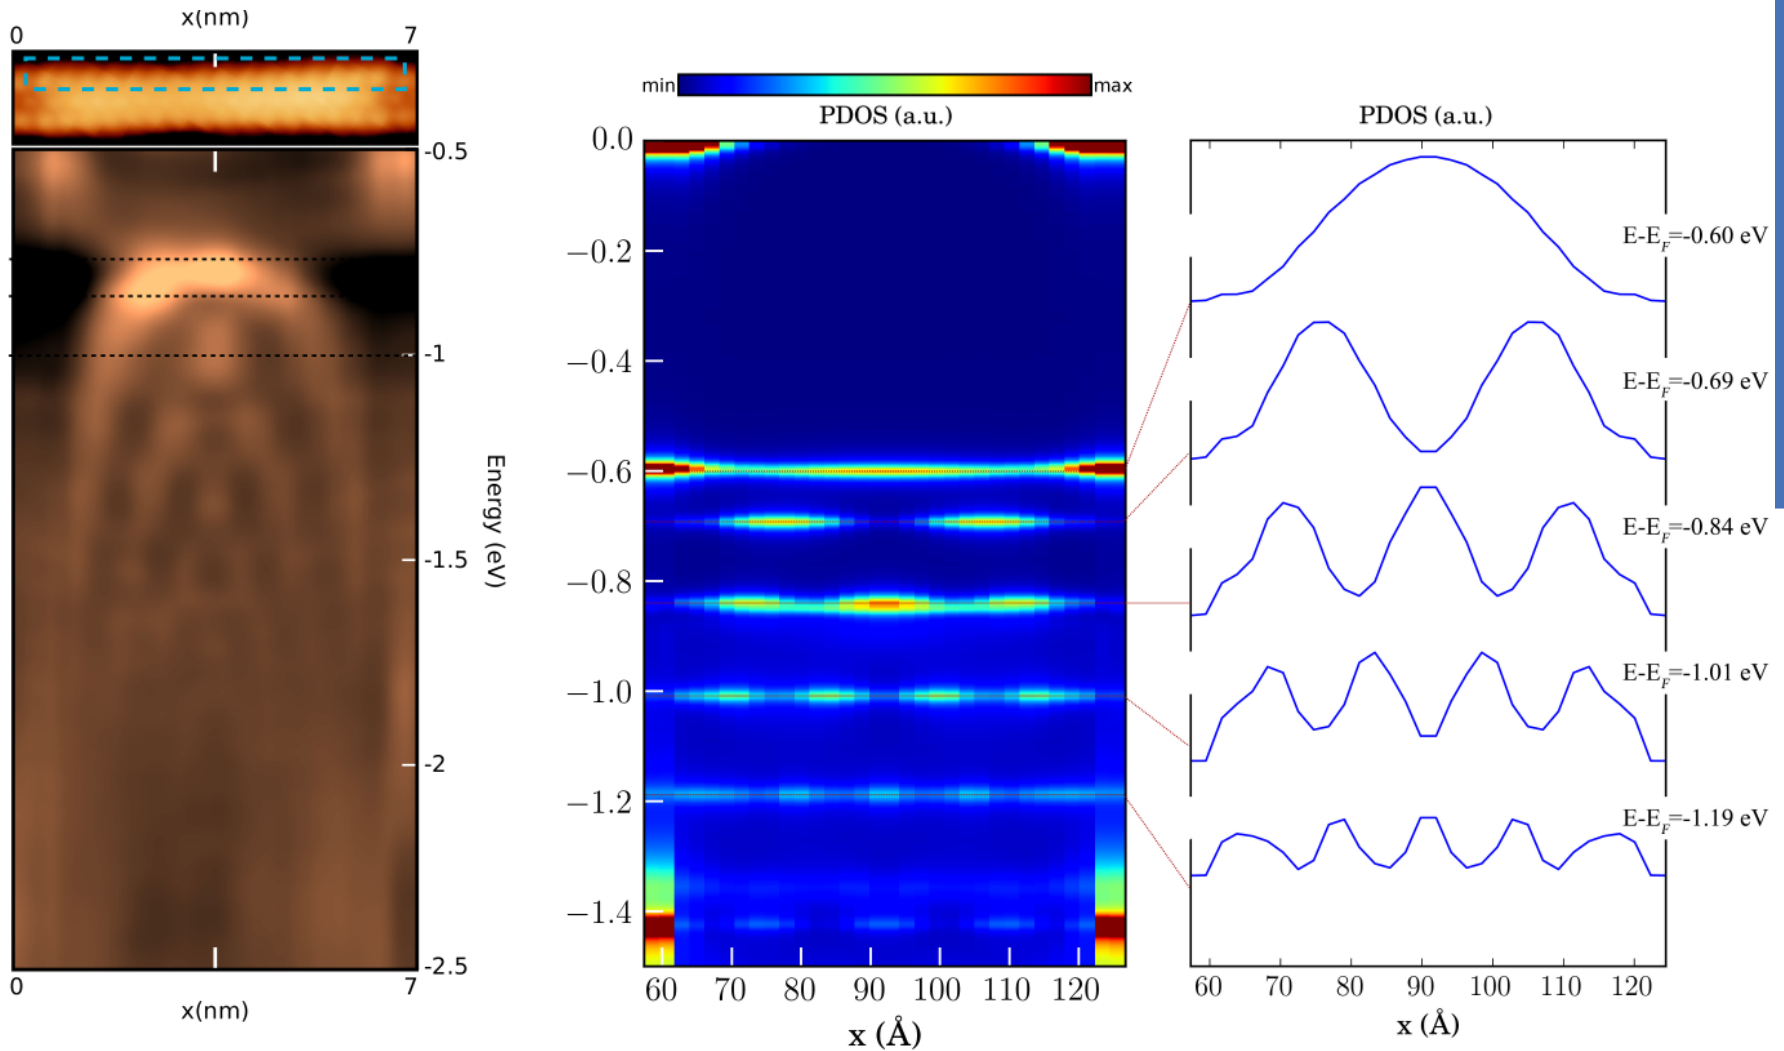 x(nm)
0 7
-0.5
-1
-1.5
-2
-2.5
Energy (eV)
0 7
x(nm)
min max
PDOS (a.u.)
0.0
−0.2
−0.4
−0.6
−0.8
−1.0
−1.2
−1.4
60 70 80 90 100 110 120
x (Å)
PDOS (a.u.)
E-E_F=-0.60 eV
E-E_F=-0.69 eV
E-E_F=-0.84 eV
E-E_F=-1.01 eV
E-E_F=-1.19 eV
60 70 80 90 100 110 120
x (Å)